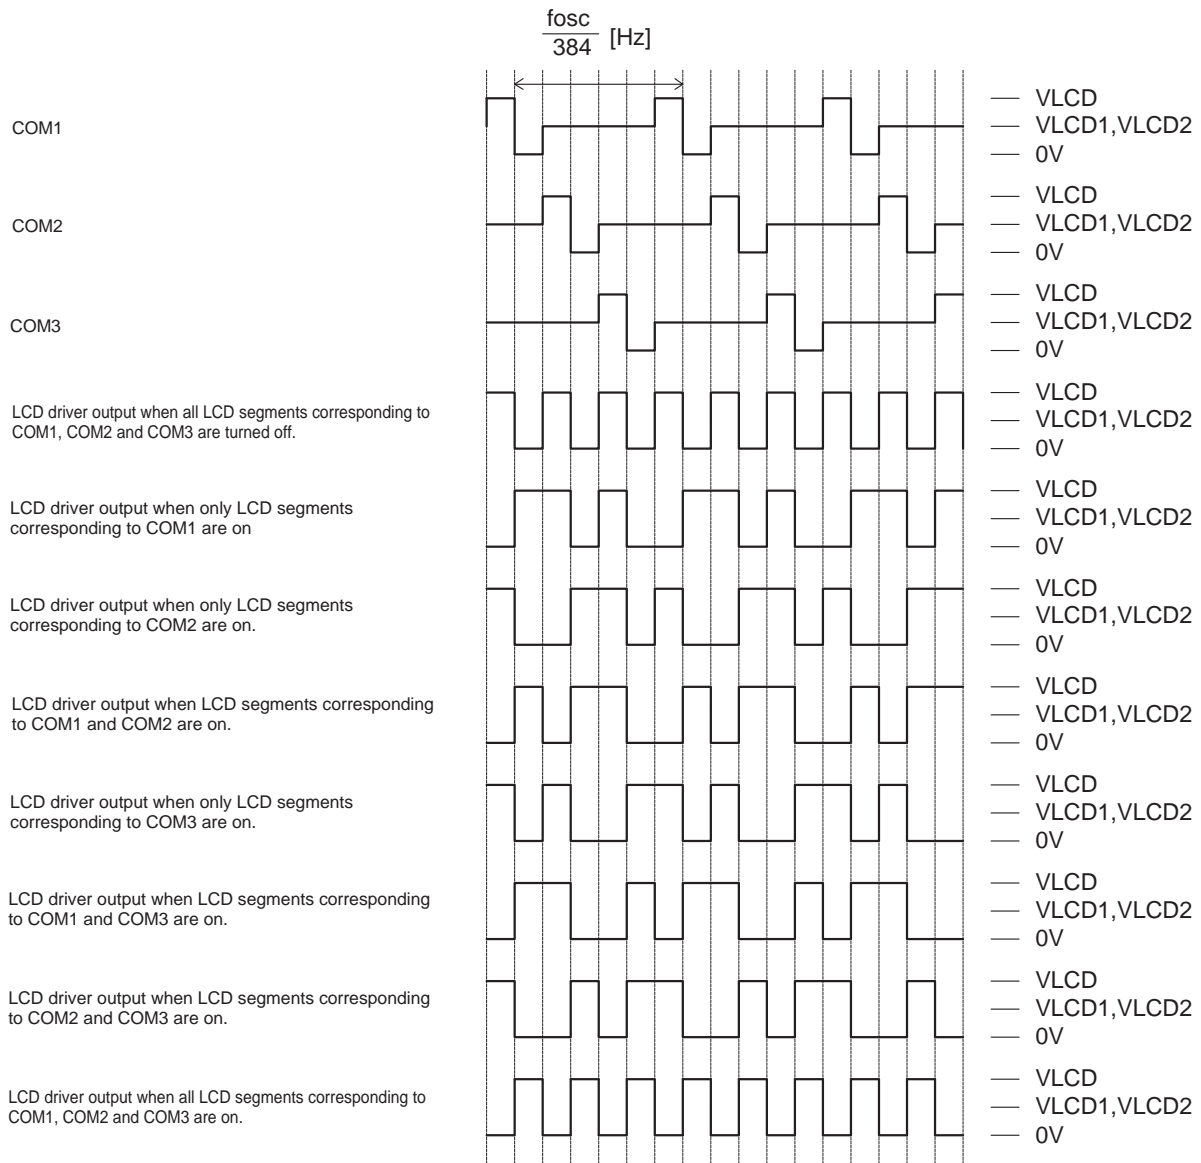 fosc
384 [Hz]
COM1
VLCD
VLCD1,VLCD2
0V
COM2
VLCD
VLCD1,VLCD2
0V
COM3
VLCD
VLCD1,VLCD2
0V
LCD driver output when all LCD segments corresponding to
COM1, COM2 and COM3 are turned off.
VLCD
VLCD1,VLCD2
0V
LCD driver output when only LCD segments
corresponding to COM1 are on
VLCD
VLCD1,VLCD2
0V
LCD driver output when only LCD segments
corresponding to COM2 are on.
VLCD
VLCD1,VLCD2
0V
LCD driver output when LCD segments corresponding
to COM1 and COM2 are on.
VLCD
VLCD1,VLCD2
0V
LCD driver output when only LCD segments
corresponding to COM3 are on.
VLCD
VLCD1,VLCD2
0V
LCD driver output when LCD segments corresponding
to COM1 and COM3 are on.
VLCD
VLCD1,VLCD2
0V
LCD driver output when LCD segments corresponding
to COM2 and COM3 are on.
VLCD
VLCD1,VLCD2
0V
LCD driver output when all LCD segments corresponding to
COM1, COM2 and COM3 are on.
VLCD
VLCD1,VLCD2
0V